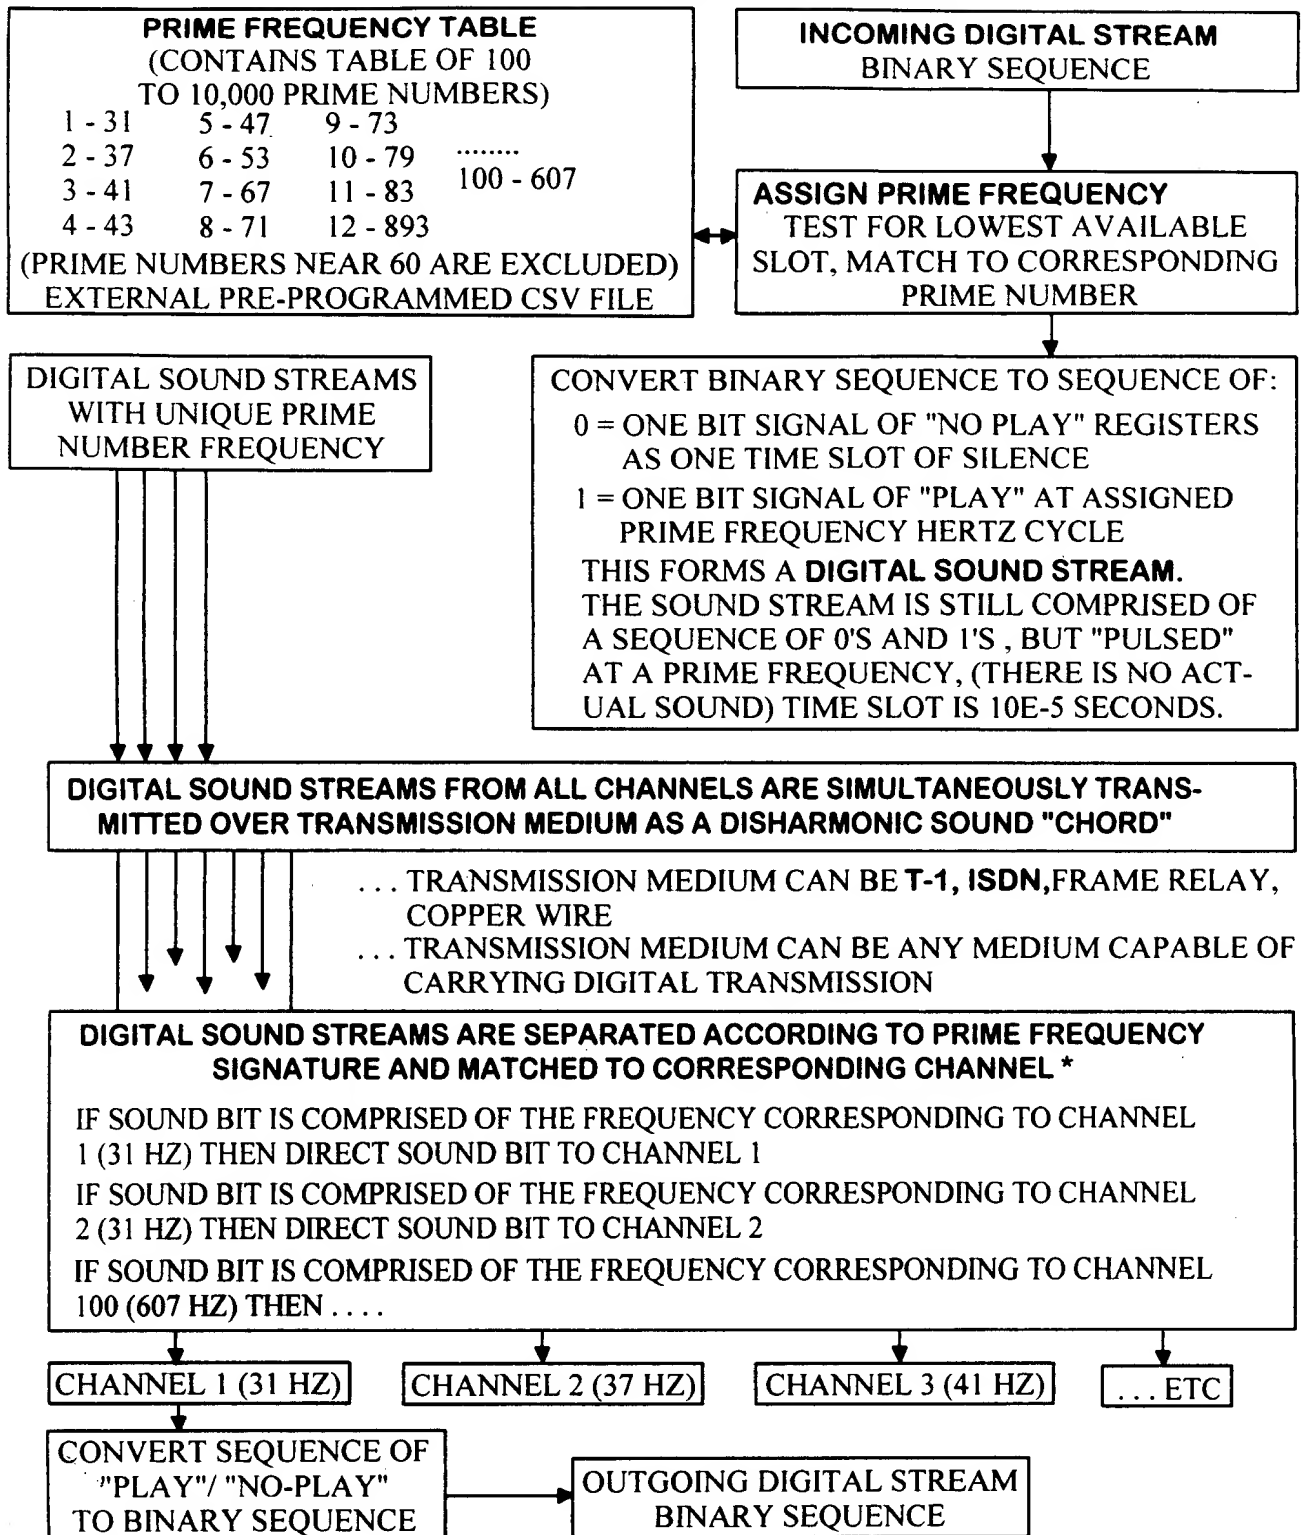 PRIME FREQUENCY TABLE
(CONTAINS TABLE OF 100
TO 10,000 PRIME NUMBERS)
1 - 31 5 - 47 9 - 73
2 - 37 6 - 53 10 - 79 ........
3 - 41 7 - 67 11 - 83 100 - 607
4 - 43 8 - 71 12 - 893
(PRIME NUMBERS NEAR 60 ARE EXCLUDED)
EXTERNAL PRE-PROGRAMMED CSV FILE
INCOMING DIGITAL STREAM
BINARY SEQUENCE
ASSIGN PRIME FREQUENCY
TEST FOR LOWEST AVAILABLE
SLOT, MATCH TO CORRESPONDING
PRIME NUMBER
DIGITAL SOUND STREAMS
WITH UNIQUE PRIME
NUMBER FREQUENCY
CONVERT BINARY SEQUENCE TO SEQUENCE OF:
0 = ONE BIT SIGNAL OF "NO PLAY" REGISTERS
AS ONE TIME SLOT OF SILENCE
1 = ONE BIT SIGNAL OF "PLAY" AT ASSIGNED
PRIME FREQUENCY HERTZ CYCLE
THIS FORMS A DIGITAL SOUND STREAM.
THE SOUND STREAM IS STILL COMPRISED OF
A SEQUENCE OF 0'S AND 1'S , BUT "PULSED"
AT A PRIME FREQUENCY, (THERE IS NO ACT-
UAL SOUND) TIME SLOT IS 10E-5 SECONDS.
DIGITAL SOUND STREAMS FROM ALL CHANNELS ARE SIMULTANEOUSLY TRANS-
MITTED OVER TRANSMISSION MEDIUM AS A DISHARMONIC SOUND "CHORD"
... TRANSMISSION MEDIUM CAN BE T-1, ISDN, FRAME RELAY,
COPPER WIRE
... TRANSMISSION MEDIUM CAN BE ANY MEDIUM CAPABLE OF
CARRYING DIGITAL TRANSMISSION
DIGITAL SOUND STREAMS ARE SEPARATED ACCORDING TO PRIME FREQUENCY
SIGNATURE AND MATCHED TO CORRESPONDING CHANNEL *
IF SOUND BIT IS COMPRISED OF THE FREQUENCY CORRESPONDING TO CHANNEL
1 (31 HZ) THEN DIRECT SOUND BIT TO CHANNEL 1
IF SOUND BIT IS COMPRISED OF THE FREQUENCY CORRESPONDING TO CHANNEL
2 (31 HZ) THEN DIRECT SOUND BIT TO CHANNEL 2
IF SOUND BIT IS COMPRISED OF THE FREQUENCY CORRESPONDING TO CHANNEL
100 (607 HZ) THEN ....
CHANNEL 1 (31 HZ)
CHANNEL 2 (37 HZ)
CHANNEL 3 (41 HZ)
... ETC
CONVERT SEQUENCE OF
"PLAY"/ "NO-PLAY"
TO BINARY SEQUENCE
OUTGOING DIGITAL STREAM
BINARY SEQUENCE